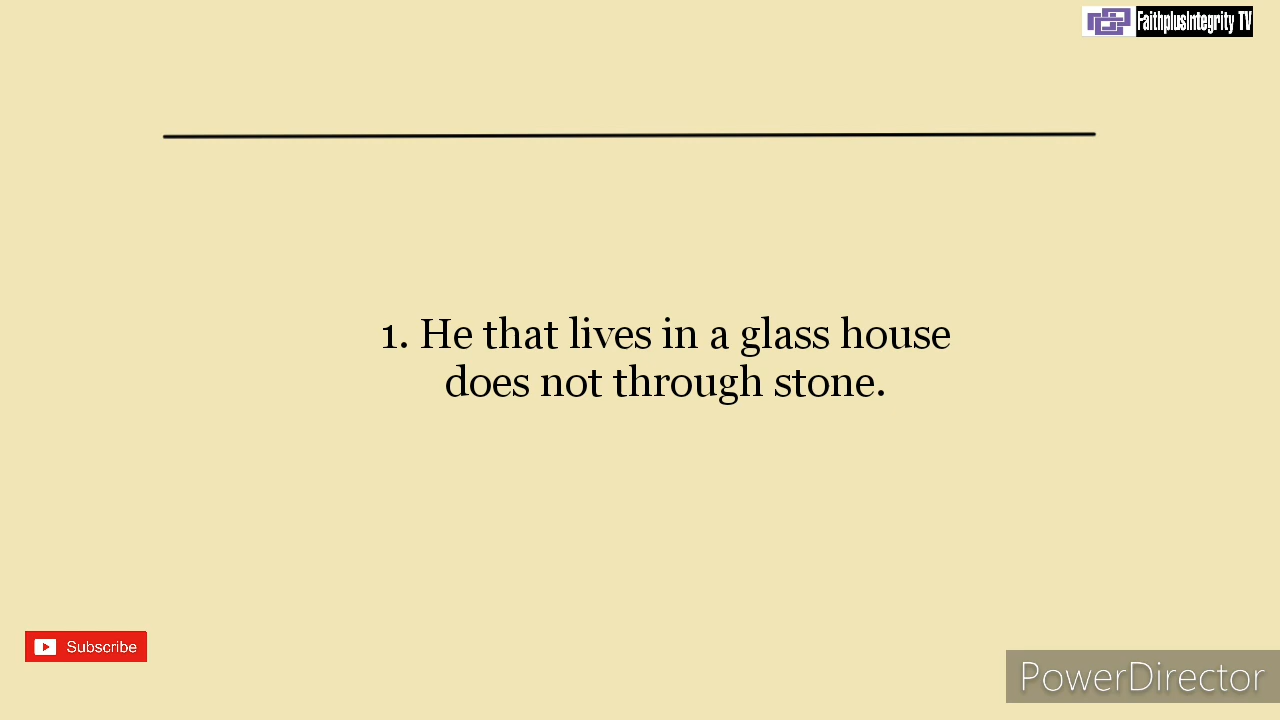 FaithplusIntegrity TV
1. He that lives in a glass house
does not through stone.
Subscribe
PowerDirector